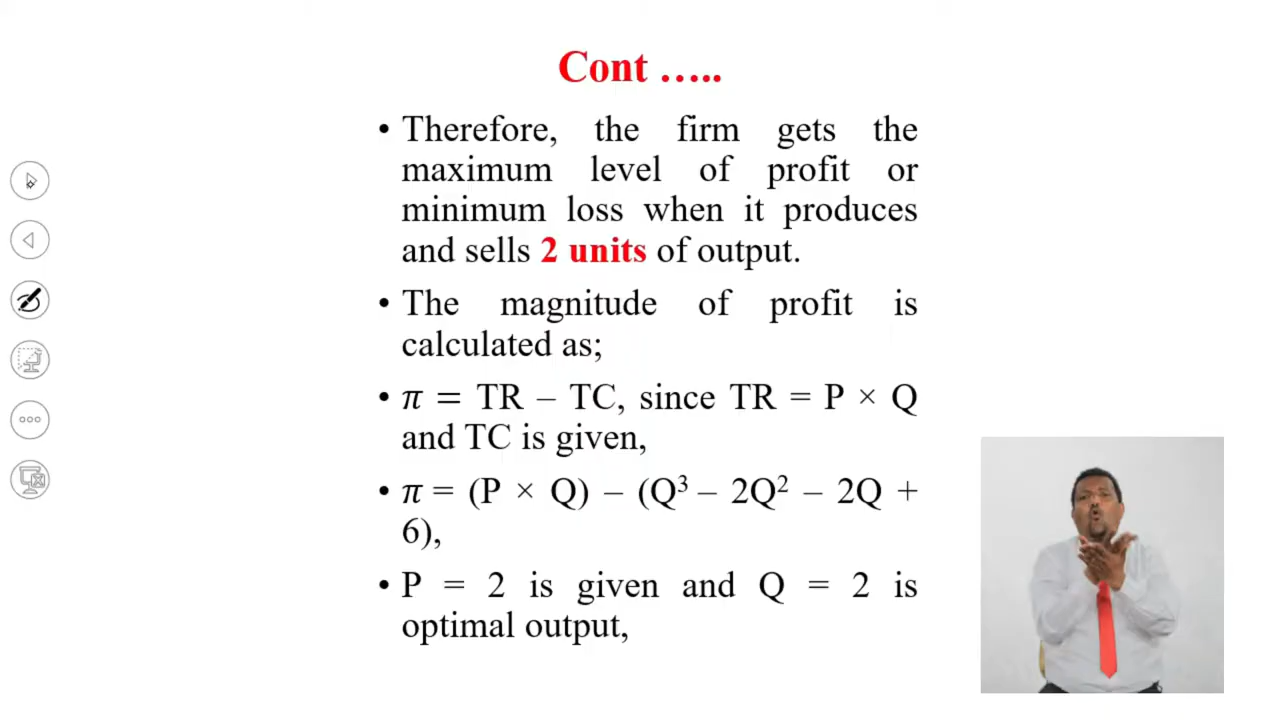 Cont …..
• Therefore, the firm gets the
maximum level of profit or
minimum loss when it produces
and sells 2 units of output.
• The magnitude of profit is
calculated as;
• 𝜋 = TR – TC, since TR = P × Q
and TC is given,
• 𝜋 = (P × Q) – (Q³ – 2Q² – 2Q +
6),
• P = 2 is given and Q = 2 is
optimal output,